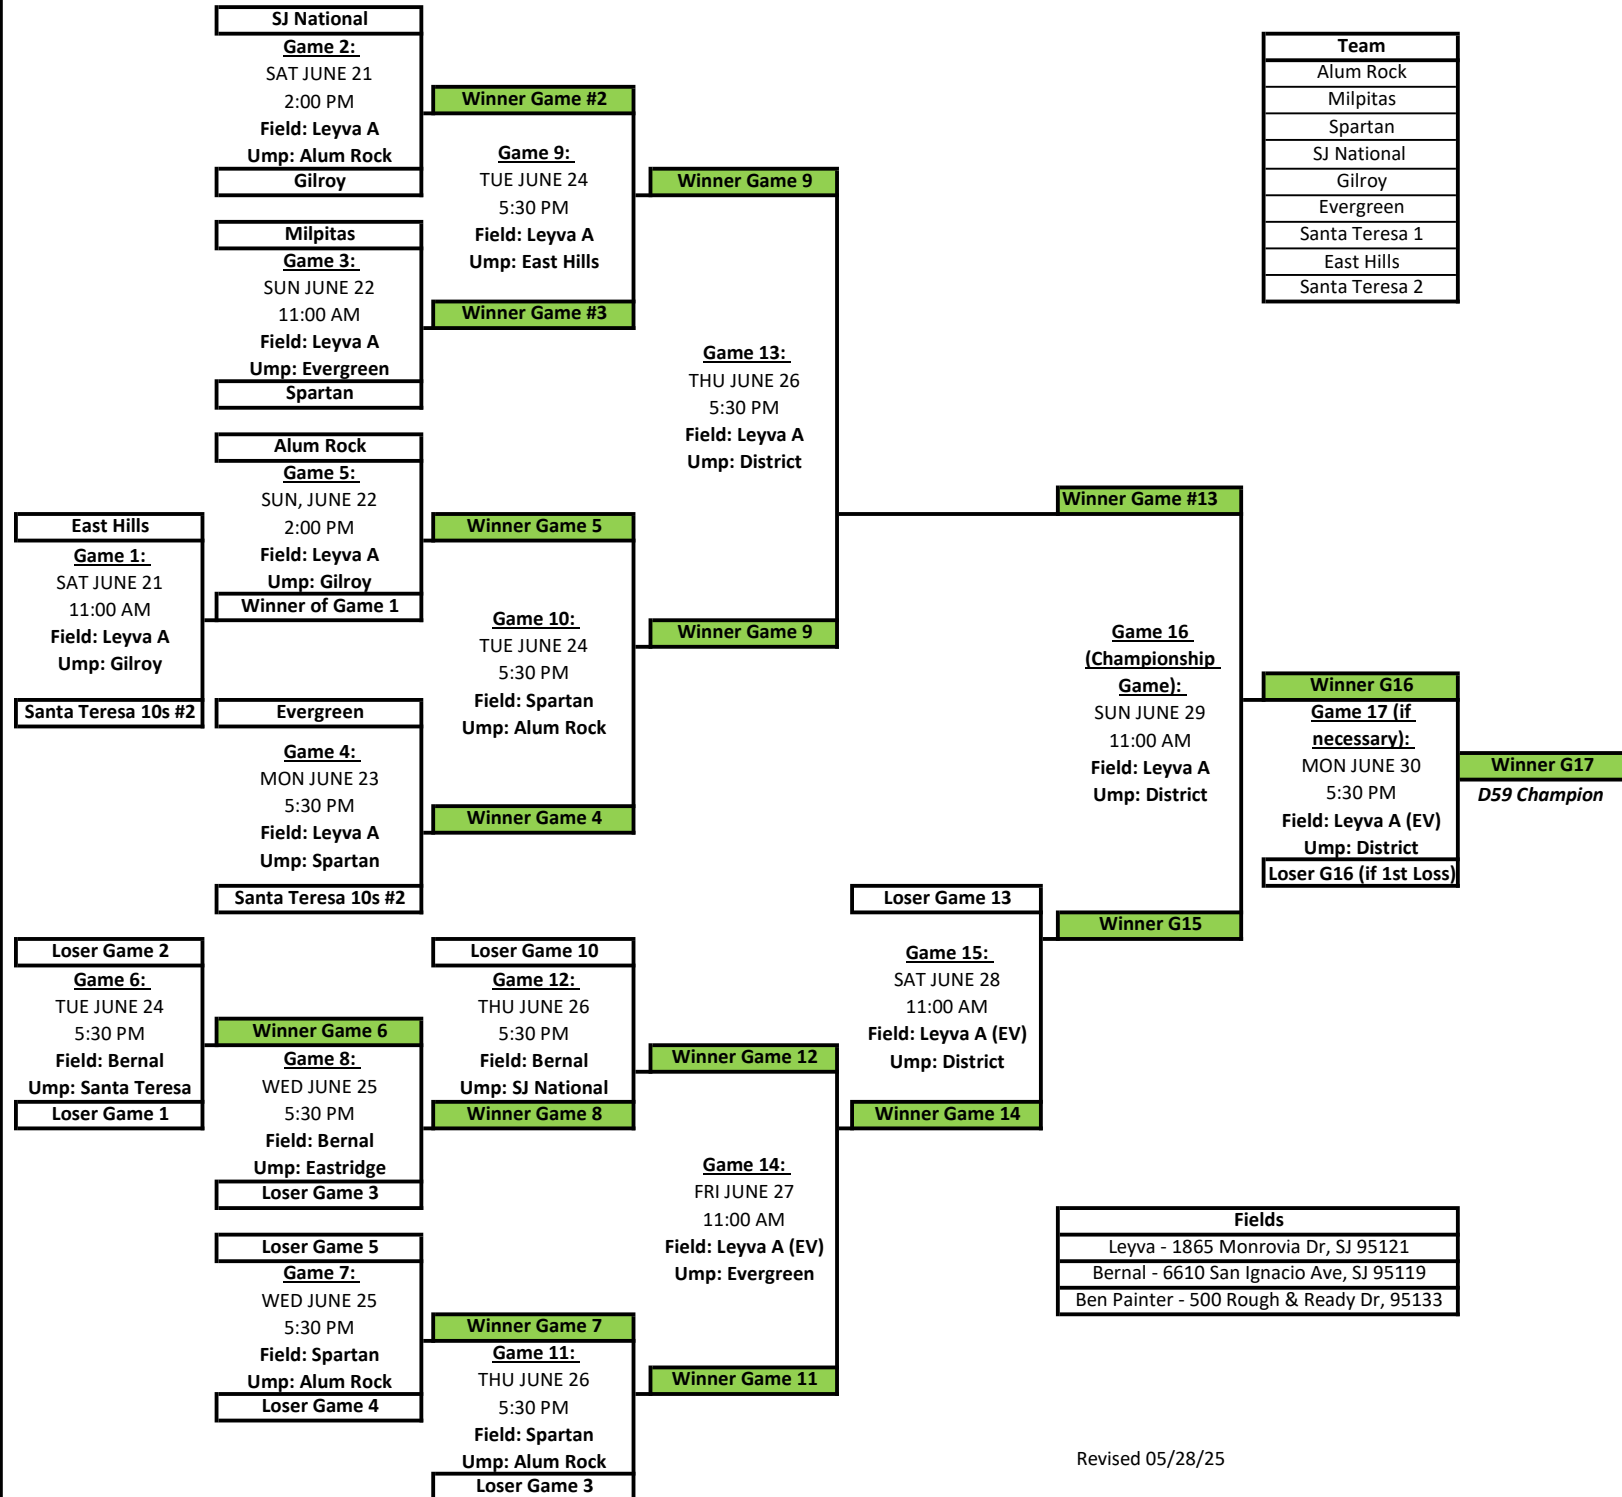 SJ National
Game 2:
SAT JUNE 21
2:00 PM
Field: Leyva A
Ump: Alum Rock
Gilroy
Milpitas
Game 3:
SUN JUNE 22
11:00 AM
Field: Leyva A
Ump: Evergreen
Spartan
Alum Rock
Game 5:
SUN, JUNE 22
2:00 PM
Field: Leyva A
Ump: Gilroy
Winner of Game 1
East Hills
Game 1:
SAT JUNE 21
11:00 AM
Field: Leyva A
Ump: Gilroy
Santa Teresa 10s #2
Evergreen
Game 4:
MON JUNE 23
5:30 PM
Field: Leyva A
Ump: Spartan
Santa Teresa 10s #2
Loser Game 2
Game 6:
TUE JUNE 24
5:30 PM
Field: Bernal
Ump: Santa Teresa
Loser Game 1
Winner Game 6
Game 8:
WED JUNE 25
5:30 PM
Field: Bernal
Ump: Eastridge
Loser Game 3
Loser Game 5
Game 7:
WED JUNE 25
5:30 PM
Field: Spartan
Ump: Alum Rock
Loser Game 4
Winner Game #2
Game 9:
TUE JUNE 24
5:30 PM
Field: Leyva A
Ump: East Hills
Winner Game #3
Winner Game 5
Game 10:
TUE JUNE 24
5:30 PM
Field: Spartan
Ump: Alum Rock
Winner Game 4
Loser Game 10
Game 12:
THU JUNE 26
5:30 PM
Field: Bernal
Ump: SJ National
Winner Game 8
Winner Game 7
Game 11:
THU JUNE 26
5:30 PM
Field: Spartan
Ump: Alum Rock
Loser Game 3
Winner Game 9
Game 13:
THU JUNE 26
5:30 PM
Field: Leyva A
Ump: District
Winner Game 9
Winner Game 12
Game 14:
FRI JUNE 27
11:00 AM
Field: Leyva A (EV)
Ump: Evergreen
Winner Game 11
Loser Game 13
Game 15:
SAT JUNE 28
11:00 AM
Field: Leyva A (EV)
Ump: District
Winner Game 14
Winner Game #13
Game 16
(Championship
Game):
SUN JUNE 29
11:00 AM
Field: Leyva A
Ump: District
Winner G15
Winner G16
Game 17 (if
necessary):
MON JUNE 30
5:30 PM
Field: Leyva A (EV)
Ump: District
Loser G16 (if 1st Loss)
Winner G17
D59 Champion
Team
Alum Rock
Milpitas
Spartan
SJ National
Gilroy
Evergreen
Santa Teresa 1
East Hills
Santa Teresa 2
Fields
Leyva - 1865 Monrovia Dr, SJ 95121
Bernal - 6610 San Ignacio Ave, SJ 95119
Ben Painter - 500 Rough & Ready Dr, 95133
Revised 05/28/25